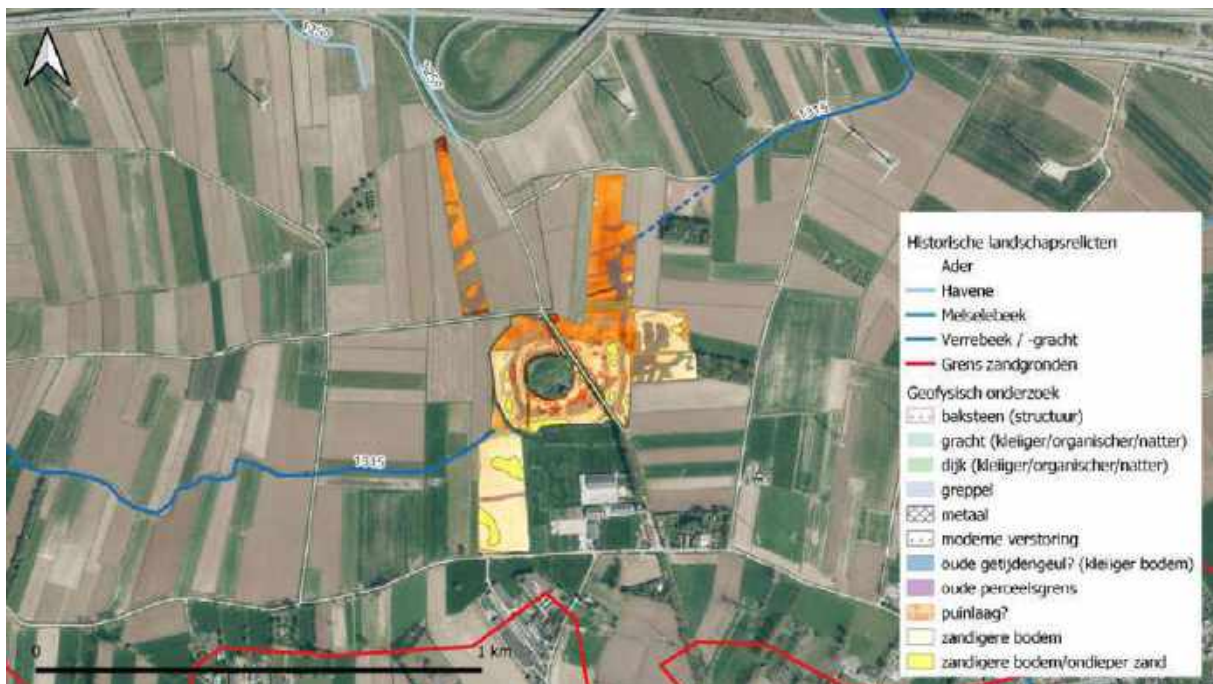 1250
1250
1315
1315
Historische landschapsrelicten
Ader
Havene
Melselebeek
Verrebeek / -gracht
Grens zandgronden
Geofysisch onderzoek
baksteen (structuur)
gracht (kleiiger/organischer/natter)
dijk (kleiiger/organischer/natter)
greppel
metaal
moderne verstoring
oude getijdengeul? (kleiiger bodem)
oude perceelsgrens
puinlaag?
zandigere bodem
zandigere bodem/ondieper zand
0
1 km